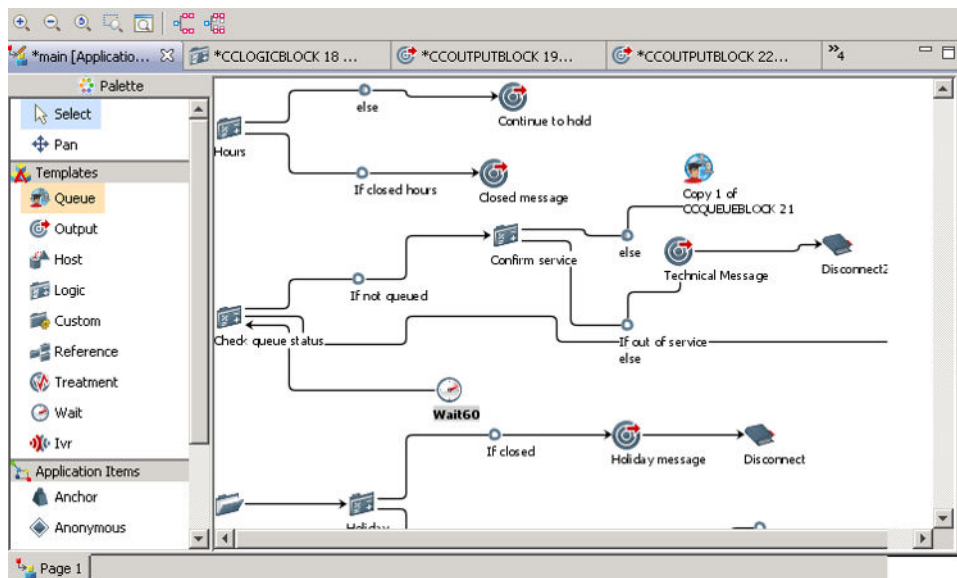 *main [Applicatio...
*CCLOGICBLOCK 18 ...
*CCOUTPUTBLOCK 19...
*CCOUTPUTBLOCK 22...
»4
Palette
Select
Pan
Templates
Queue
Output
Host
Logic
Custom
Reference
Treatment
Wait
Ivr
Application Items
Anchor
Anonymous
else
Continue to hold
Hours
If closed hours
Closed message
Copy 1 of
CCQUEUEBLOCK 21
Confirm service
else
Technical Message
Disconnect2
If not queued
Check queue status
If out of service
else
Wait60
If closed
Holiday message
Disconnect
Holiday
Page 1